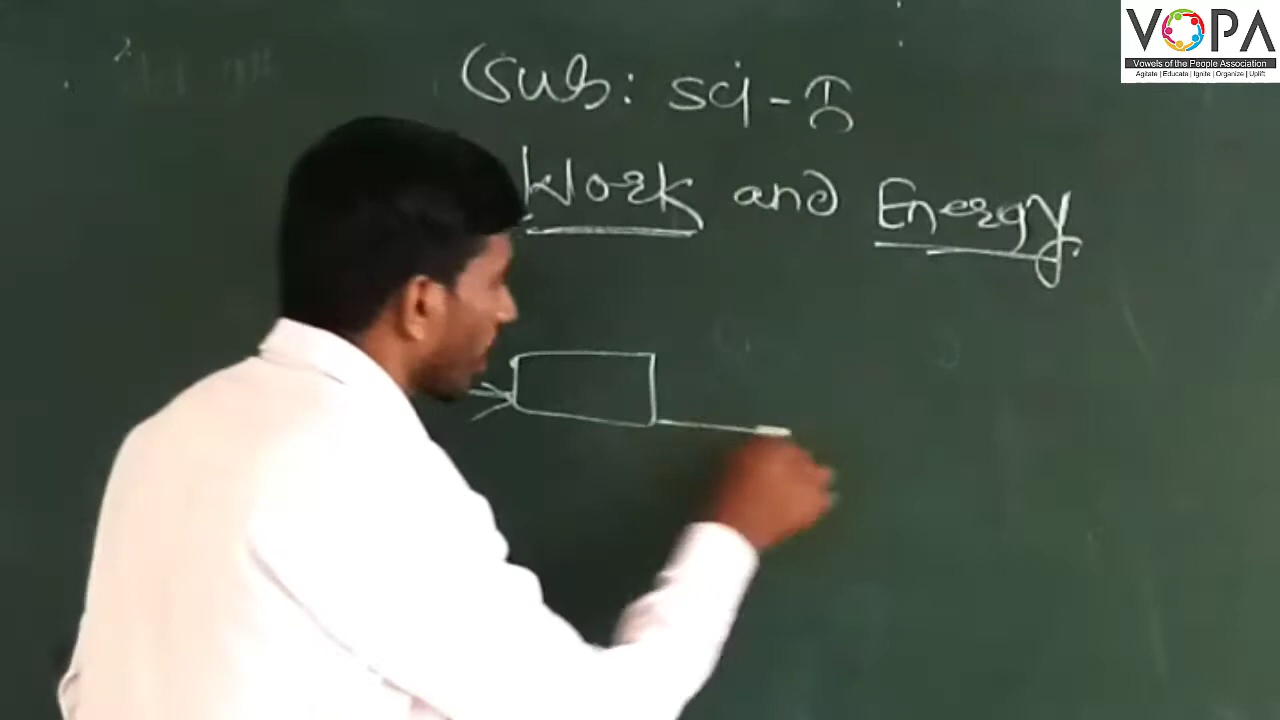 Sub: Sci-I
Work and Energy
VOPA
Vowels of the People Association
Agitate | Educate | Ignite | Organize | Uplift